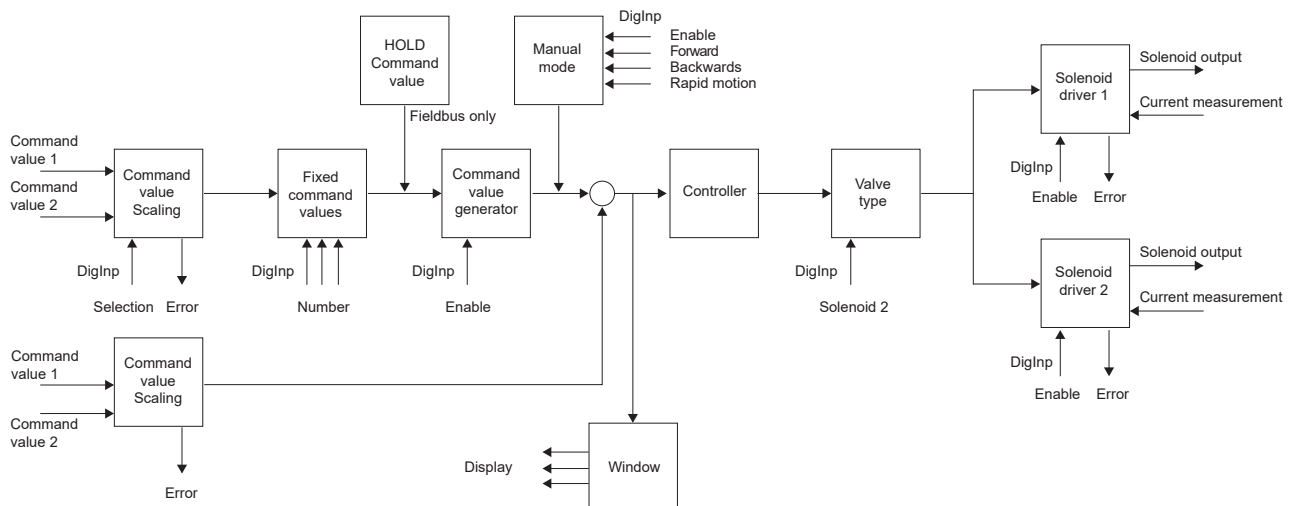 HOLD
Command
value
Fieldbus only
Manual
mode
DigInp
Enable
Forward
Backwards
Rapid motion
Command
value 1
Command
value 2
Command
value
Scaling
DigInp
Selection
Error
Fixed
command
values
DigInp
Number
Command
value
generator
DigInp
Enable
Controller
Valve
type
DigInp
Solenoid 2
Solenoid
driver 1
Solenoid output
Current measurement
DigInp
Enable
Error
Solenoid
driver 2
Solenoid output
Current measurement
DigInp
Enable
Error
Command
value 1
Command
value 2
Command
value
Scaling
Error
Display
Window